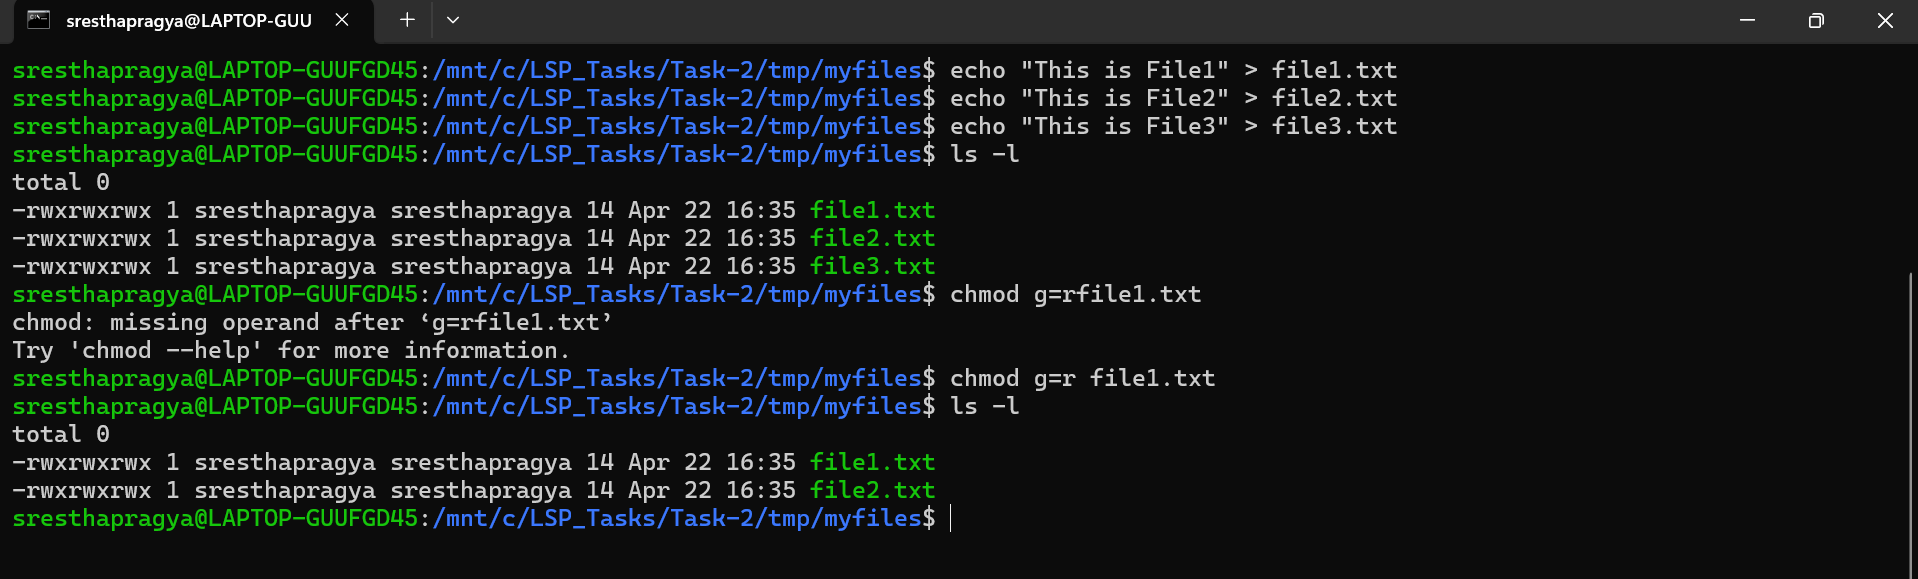 sresthapragya@LAPTOP-GUU
sresthapragya@LAPTOP-GUUFGD45:/mnt/c/LSP_Tasks/Task-2/tmp/myfiles$ echo "This is File1" > file1.txt
sresthapragya@LAPTOP-GUUFGD45:/mnt/c/LSP_Tasks/Task-2/tmp/myfiles$ echo "This is File2" > file2.txt
sresthapragya@LAPTOP-GUUFGD45:/mnt/c/LSP_Tasks/Task-2/tmp/myfiles$ echo "This is File3" > file3.txt
sresthapragya@LAPTOP-GUUFGD45:/mnt/c/LSP_Tasks/Task-2/tmp/myfiles$ ls -l
total 0
-rwxrwxrwx 1 sresthapragya sresthapragya 14 Apr 22 16:35 file1.txt
-rwxrwxrwx 1 sresthapragya sresthapragya 14 Apr 22 16:35 file2.txt
-rwxrwxrwx 1 sresthapragya sresthapragya 14 Apr 22 16:35 file3.txt
sresthapragya@LAPTOP-GUUFGD45:/mnt/c/LSP_Tasks/Task-2/tmp/myfiles$ chmod g=rfile1.txt
chmod: missing operand after ‘g=rfile1.txt’
Try 'chmod --help' for more information.
sresthapragya@LAPTOP-GUUFGD45:/mnt/c/LSP_Tasks/Task-2/tmp/myfiles$ chmod g=r file1.txt
sresthapragya@LAPTOP-GUUFGD45:/mnt/c/LSP_Tasks/Task-2/tmp/myfiles$ ls -l
total 0
-rwxrwxrwx 1 sresthapragya sresthapragya 14 Apr 22 16:35 file1.txt
-rwxrwxrwx 1 sresthapragya sresthapragya 14 Apr 22 16:35 file2.txt
sresthapragya@LAPTOP-GUUFGD45:/mnt/c/LSP_Tasks/Task-2/tmp/myfiles$